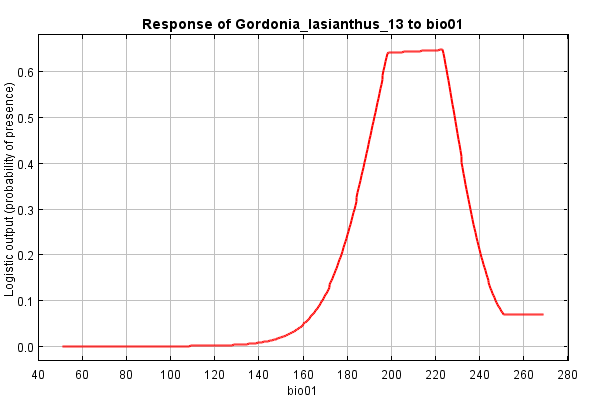 Response of Gordonia_lasianthus_13 to bio01
Logistic output (probability of presence)
0.6
0.5
0.4
0.3
0.2
0.1
0.0
40 60 80 100 120 140 160 180 200 220 240 260 280
bio01